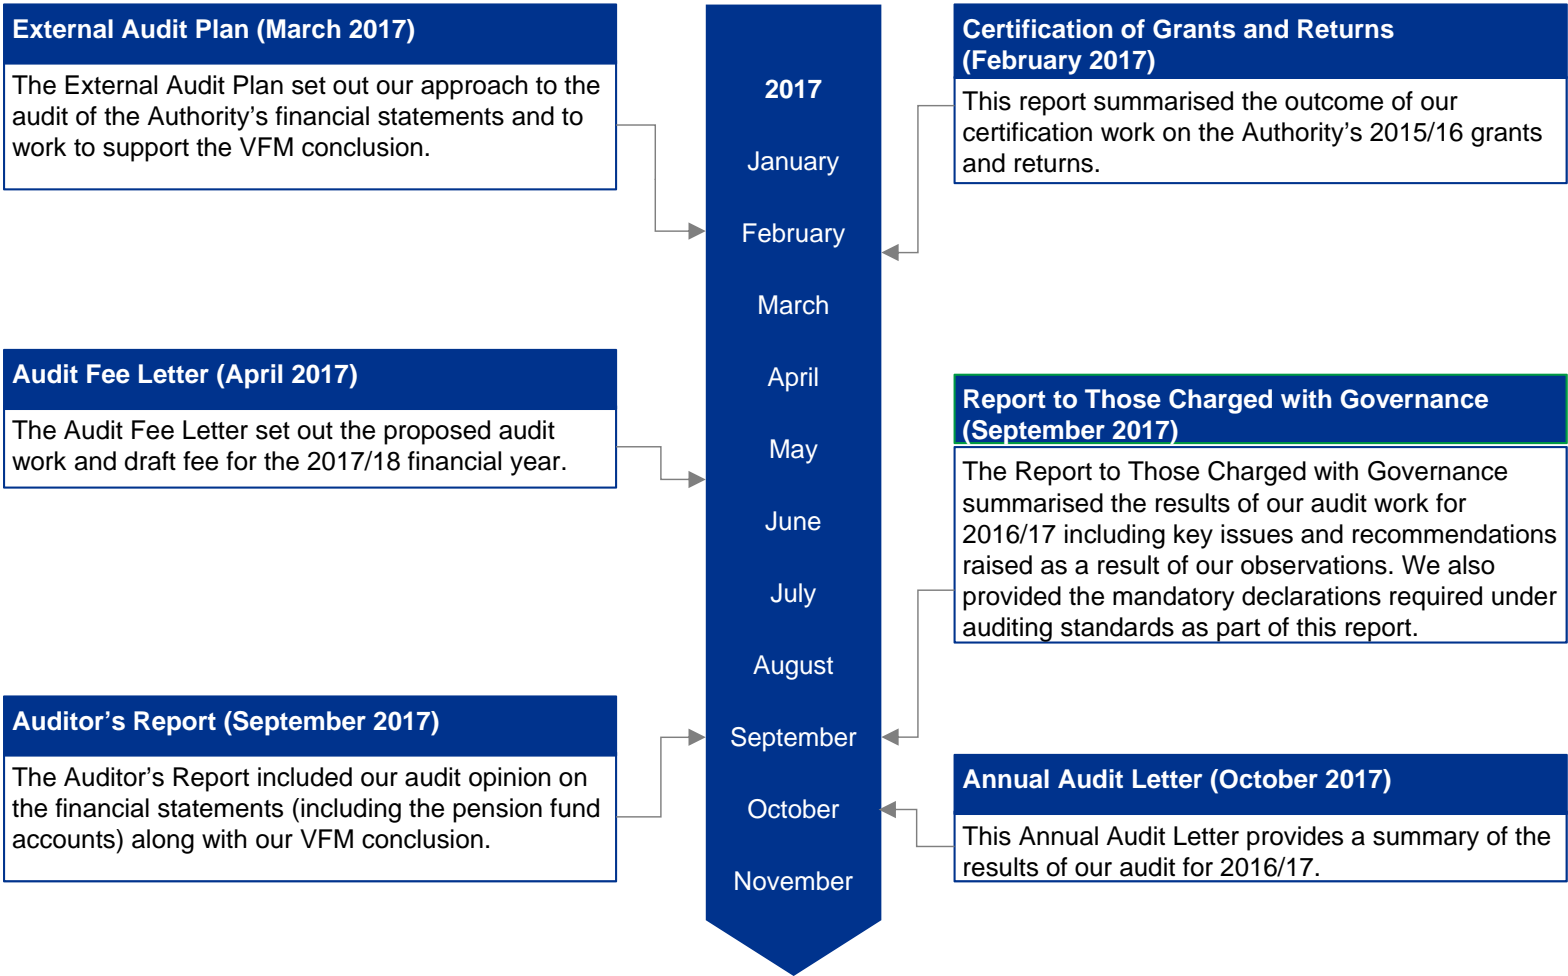 External Audit Plan (March 2017)
The External Audit Plan set out our approach to the
audit of the Authority’s financial statements and to
work to support the VFM conclusion.
Audit Fee Letter (April 2017)
The Audit Fee Letter set out the proposed audit
work and draft fee for the 2017/18 financial year.
Auditor’s Report (September 2017)
The Auditor’s Report included our audit opinion on
the financial statements (including the pension fund
accounts) along with our VFM conclusion.
2017
January
February
March
April
May
June
July
August
September
October
November
Certification of Grants and Returns
(February 2017)
This report summarised the outcome of our
certification work on the Authority’s 2015/16 grants
and returns.
Report to Those Charged with Governance
(September 2017)
The Report to Those Charged with Governance
summarised the results of our audit work for
2016/17 including key issues and recommendations
raised as a result of our observations. We also
provided the mandatory declarations required under
auditing standards as part of this report.
Annual Audit Letter (October 2017)
This Annual Audit Letter provides a summary of the
results of our audit for 2016/17.